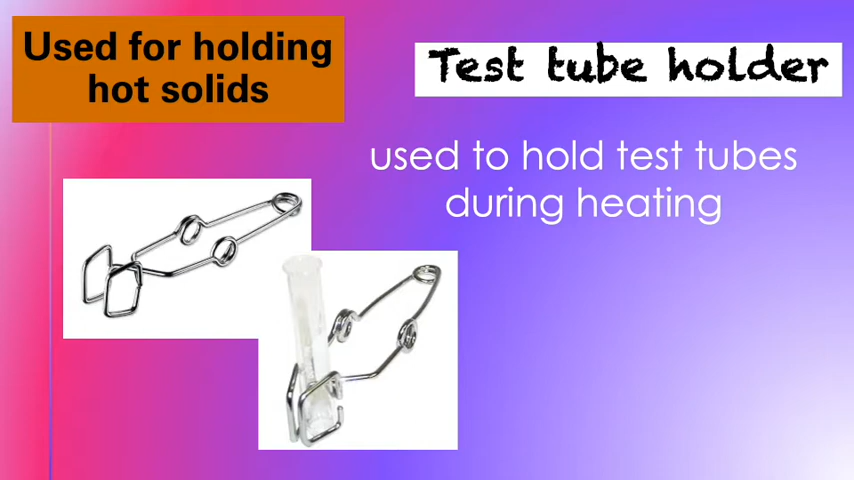 Used for holding
hot solids
Test tube holder
used to hold test tubes
during heating